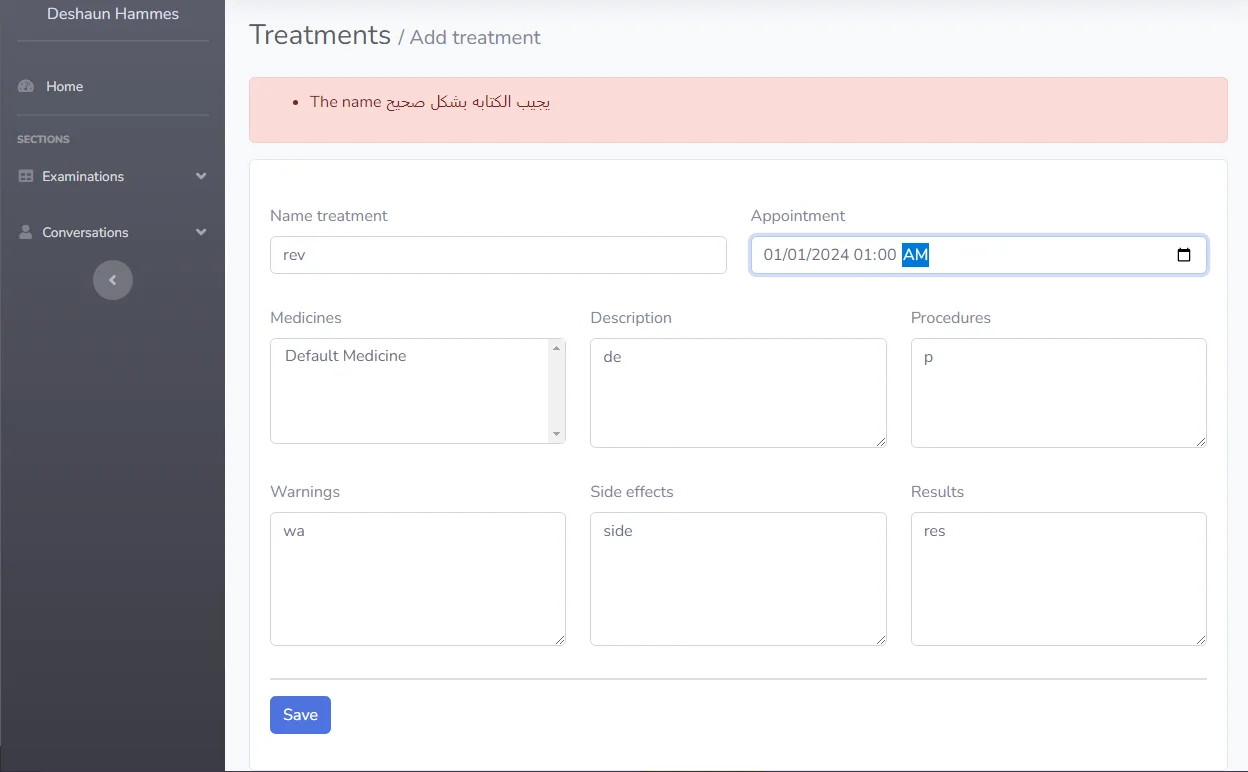 Deshaun Hammes
Home
SECTIONS
Examinations
Conversations
Treatments / Add treatment
The name يجيب الكتابه بشكل صحيح
Name treatment
Appointment
rev
01/01/2024 01:00 AM
Medicines
Description
Procedures
Default Medicine
de
p
Warnings
Side effects
Results
wa
side
res
Save